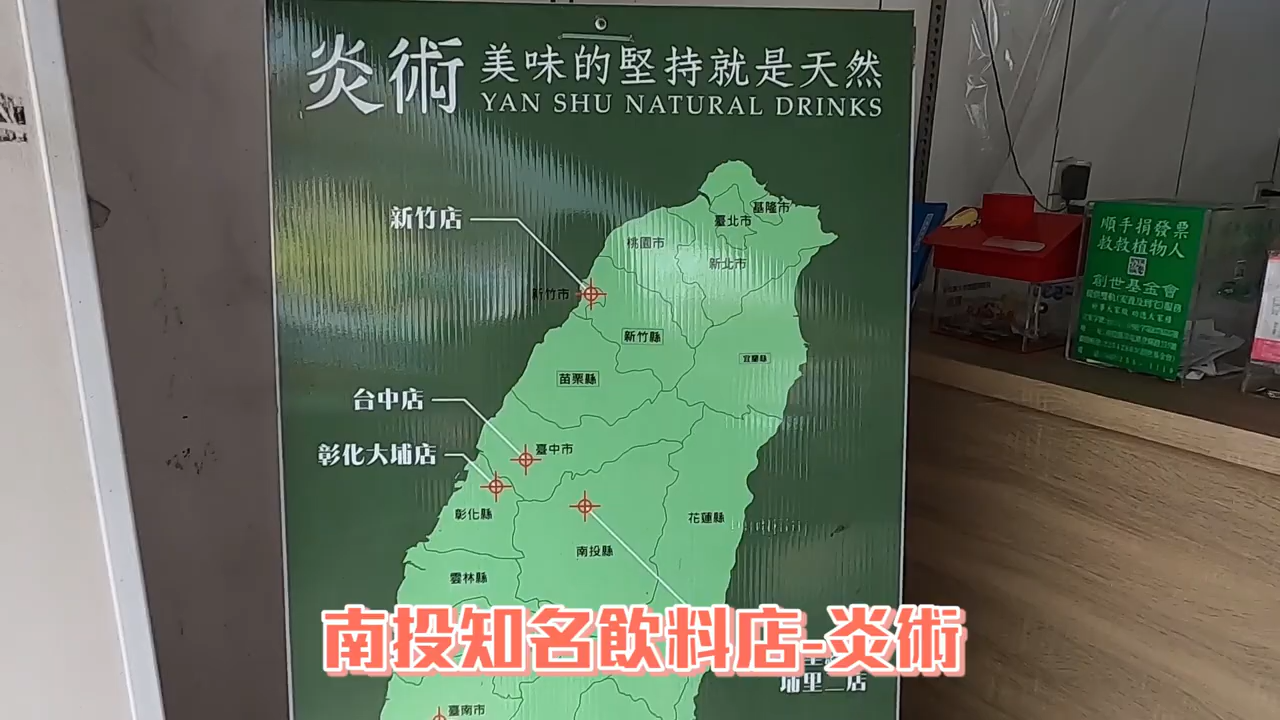 炎術
美味的堅持就是天然
YAN SHU NATURAL DRINKS
基隆市
臺北市
新竹店
桃園市
新北市
新竹市
新竹縣
宜蘭縣
苗栗縣
台中店
臺中市
彰化大埔店
彰化縣
花蓮縣
南投縣
雲林縣
埔里二店
臺南市
順手捐發票
救救植物人
創世基金會
南投知名飲料店-炎術